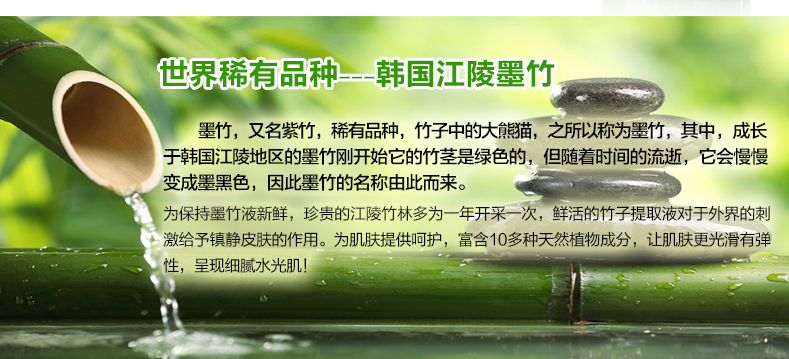 世界稀有品种---韩国江陵墨竹
墨竹，又名紫竹，稀有品种，竹子中的大熊猫，之所以称为墨竹，其中，成长
于韩国江陵地区的墨竹刚开始它的竹茎是绿色的，但随着时间的流逝，它会慢慢
变成墨黑色，因此墨竹的名称由此而来。
为保持墨竹液新鲜，珍贵的江陵竹林多为一年开采一次，鲜活的竹子提取液对于外界的刺
激给予镇静皮肤的作用。为肌肤提供呵护，富含10多种天然植物成分，让肌肤更光滑有弹
性，呈现细腻水光肌！